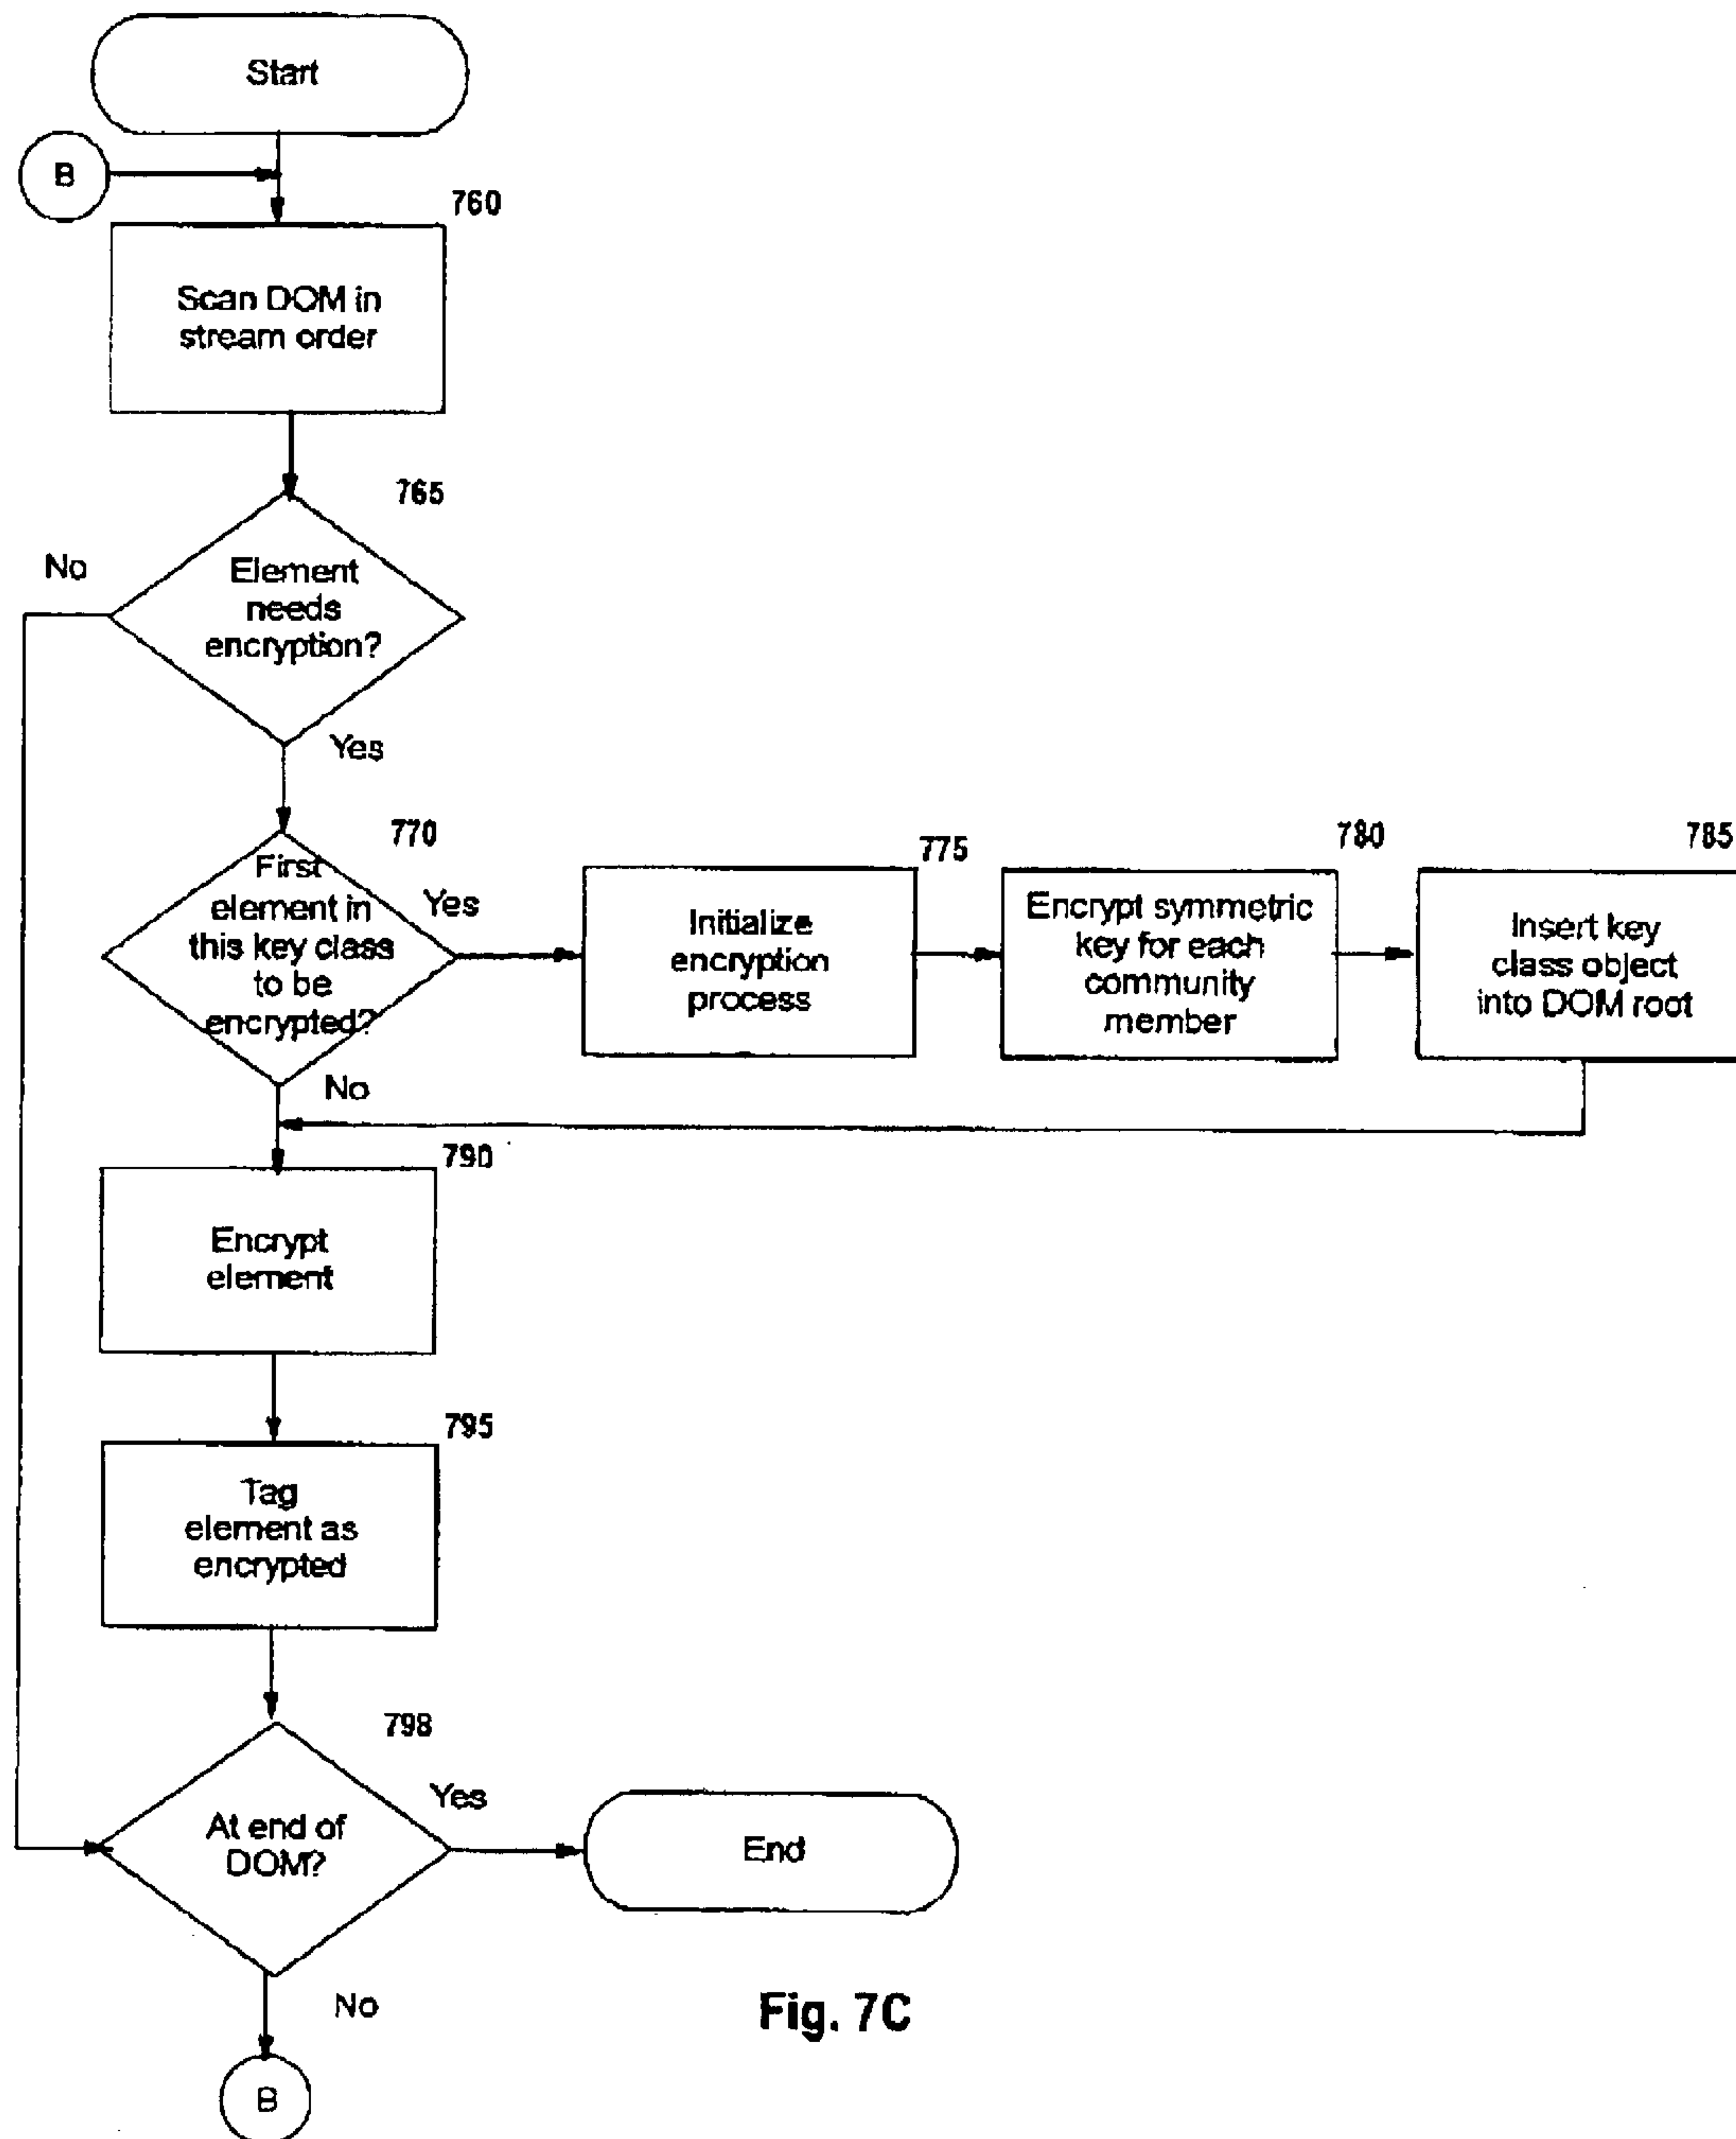 Start
B
760
Scan DOM in
stream order
765
No
Element
needs
encryption?
Yes
770
First
element in
this key class
to be
encrypted?
Yes
775
Initialize
encryption
process
780
Encrypt symmetric
key for each
community
member
785
Insert key
class object
into DOM root
No
790
Encrypt
element
795
Tag
element as
encrypted
798
At end of
DOM?
Yes
End
No
B
Fig. 7C